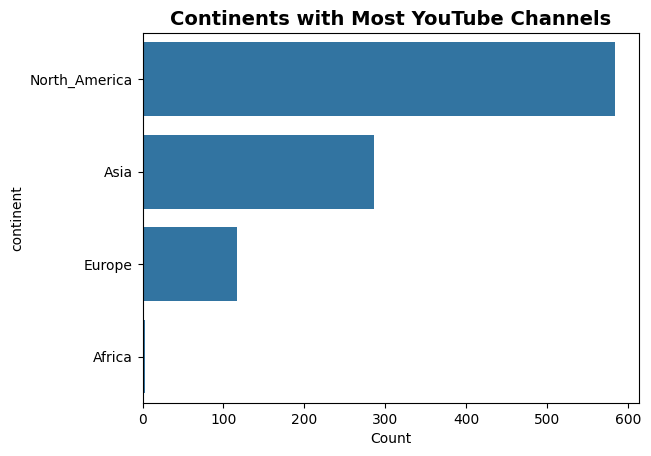 Continents with Most YouTube Channels
North_America
Asia
Europe
Africa
continent
0 100 200 300 400 500 600
Count